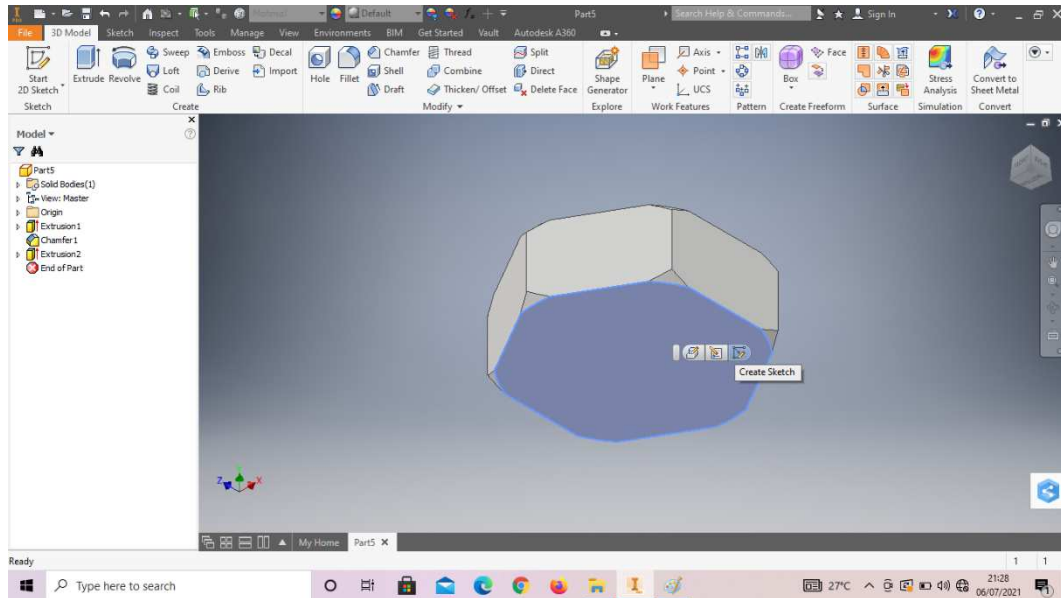 PRO Material Default Part5 Search Help & Commands... Sign In
File 3D Model Sketch Inspect Tools Manage View Environments BIM Get Started Vault Autodesk A360
Start 2D Sketch
Extrude Revolve
Sweep Emboss Decal
Loft Derive Import
Coil Rib
Hole Fillet
Chamfer Thread Split
Shell Combine Direct
Draft Thicken/ Offset Delete Face
Shape Generator
Plane
Axis
Point
UCS
Box
Face
Stress Analysis
Convert to Sheet Metal
Sketch Create Modify Explore Work Features Pattern Create Freeform Surface Simulation Convert
Model
Part5
Solid Bodies(1)
View: Master
Origin
Extrusion1
Chamfer1
Extrusion2
End of Part
Create Sketch
Z Y X
My Home Part5
Ready 1 1
Type here to search 27°C 21:28
06/07/2021